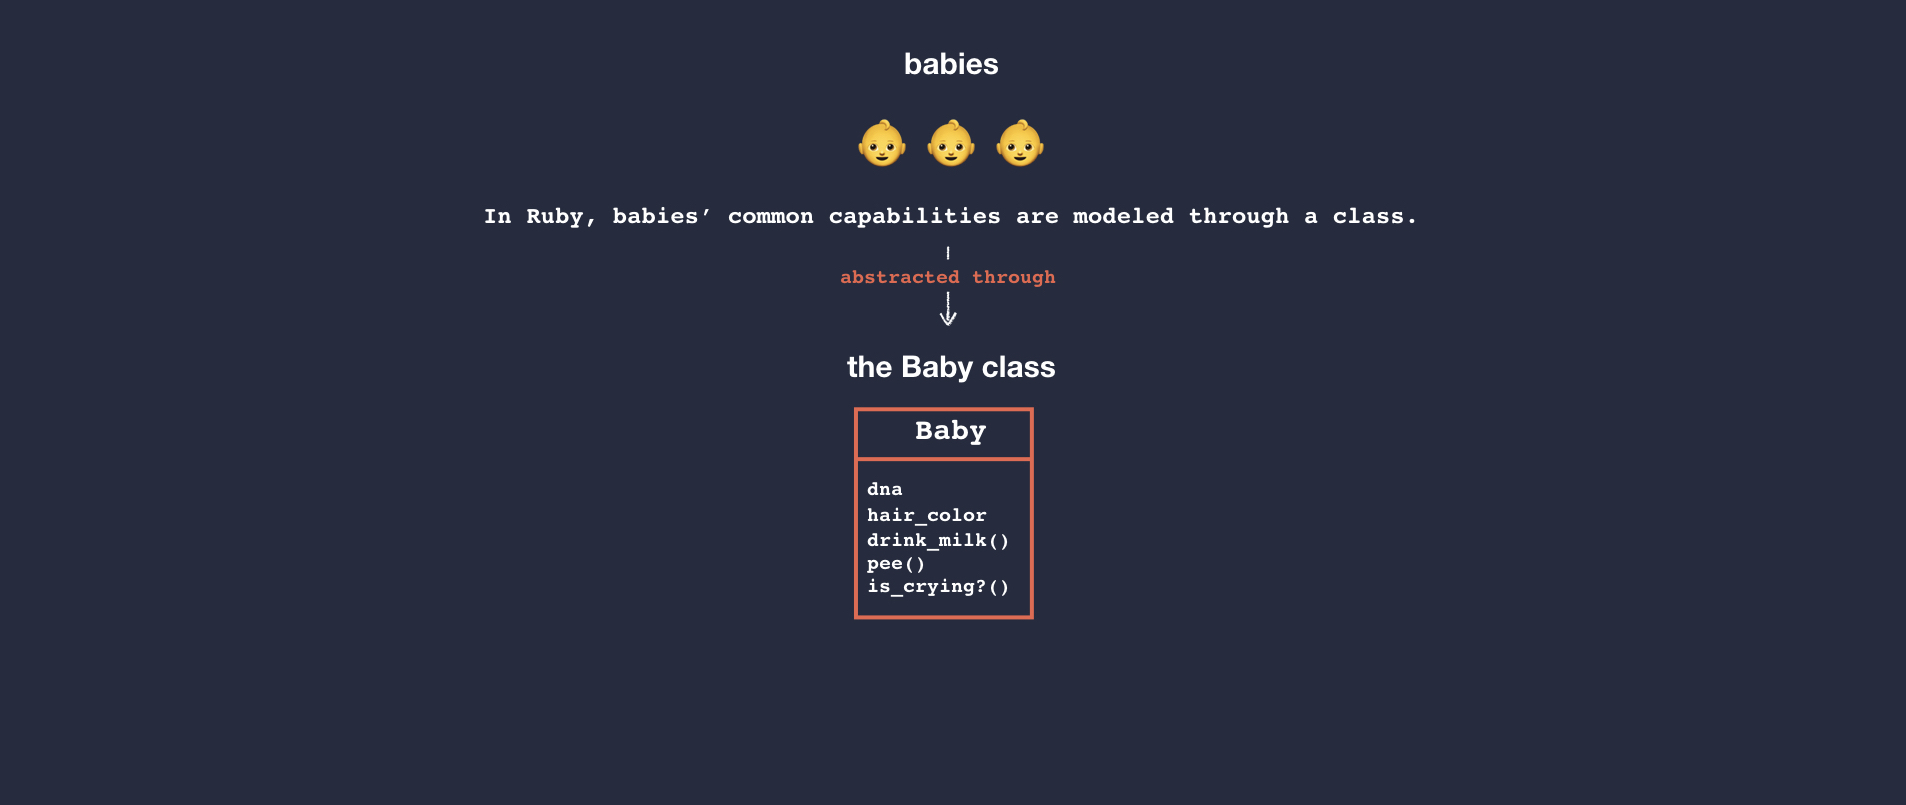 babies
In Ruby, babies’ common capabilities are modeled through a class.
abstracted through
the Baby class
Baby
dna
hair_color
drink_milk()
pee()
is_crying?()